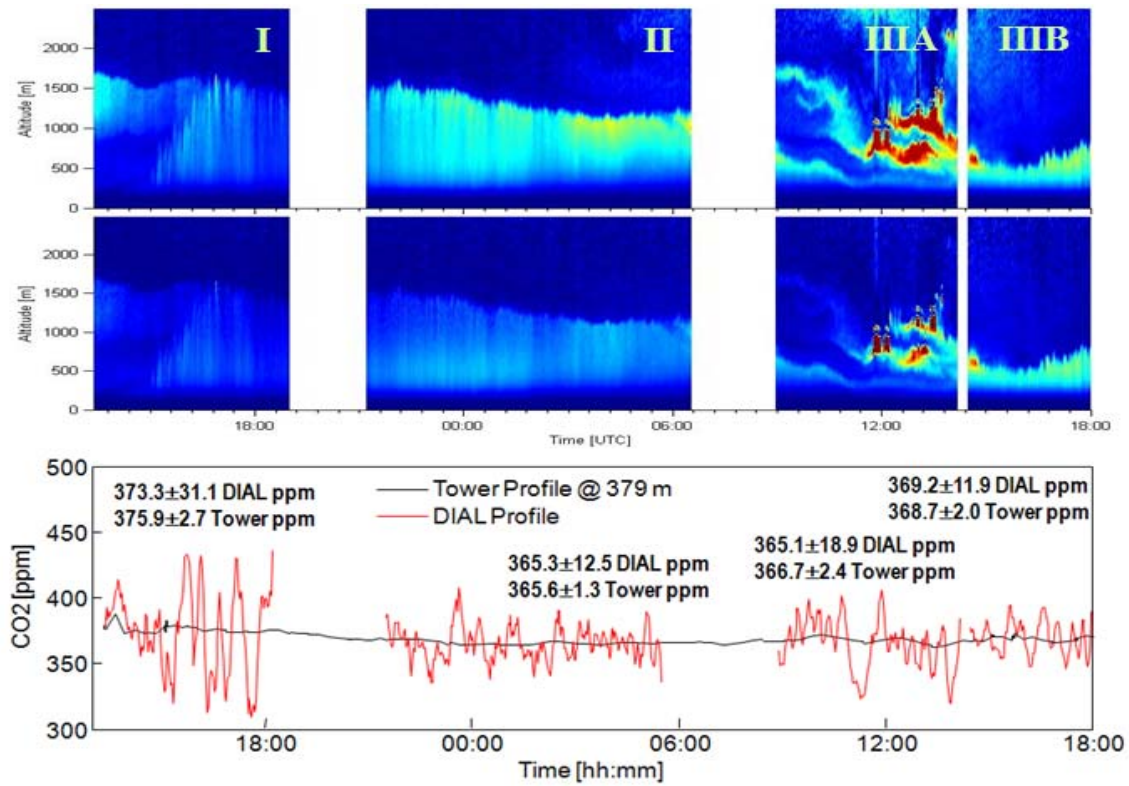 I
II
IIIA
IIIB
Altitude [m]
2000
1500
1000
500
0
Altitude [m]
2000
1500
1000
500
0
18:00
00:00
06:00
12:00
18:00
Time [UTC]
500
450
400
350
300
CO2 [ppm]
373.3±31.1 DIAL ppm
375.9±2.7 Tower ppm
Tower Profile @ 379 m
DIAL Profile
365.3±12.5 DIAL ppm
365.6±1.3 Tower ppm
369.2±11.9 DIAL ppm
368.7±2.0 Tower ppm
365.1±18.9 DIAL ppm
366.7±2.4 Tower ppm
18:00
00:00
06:00
12:00
18:00
Time [hh:mm]